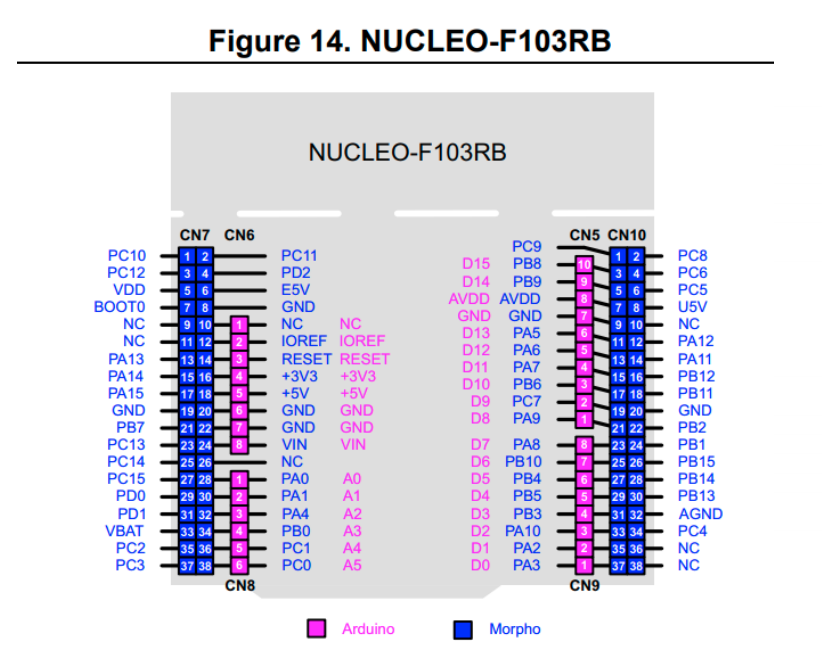 Figure 14. NUCLEO-F103RB
NUCLEO-F103RB
CN7 CN6 CN5 CN10
PC9
PC10 1 2 PC11 1 2 PC8
PC12 3 4 PD2 D15 PB8 10 3 4 PC6
VDD 5 6 E5V D14 PB9 9 5 6 PC5
BOOT0 7 8 GND AVDD AVDD 8 7 8 U5V
NC 9 10 1 NC NC GND GND 7 9 10 NC
NC 11 12 2 IOREF IOREF D13 PA5 6 11 12 PA12
PA13 13 14 3 RESET RESET D12 PA6 5 13 14 PA11
PA14 15 16 4 +3V3 +3V3 D11 PA7 4 15 16 PB12
PA15 17 18 5 +5V +5V D10 PB6 3 17 18 PB11
GND 19 20 6 GND GND D9 PC7 2 19 20 GND
PB7 21 22 7 GND GND D8 PA9 1 21 22 PB2
PC13 23 24 8 VIN VIN D7 PA8 8 23 24 PB1
PC14 25 26 NC D6 PB10 7 25 26 PB15
PC15 27 28 1 PA0 A0 D5 PB4 6 27 28 PB14
PD0 29 30 2 PA1 A1 D4 PB5 5 29 30 PB13
PD1 31 32 3 PA4 A2 D3 PB3 4 31 32 AGND
VBAT 33 34 4 PB0 A3 D2 PA10 3 33 34 PC4
PC2 35 36 5 PC1 A4 D1 PA2 2 35 36 NC
PC3 37 38 6 PC0 A5 D0 PA3 1 37 38 NC
CN8 CN9
Arduino Morpho